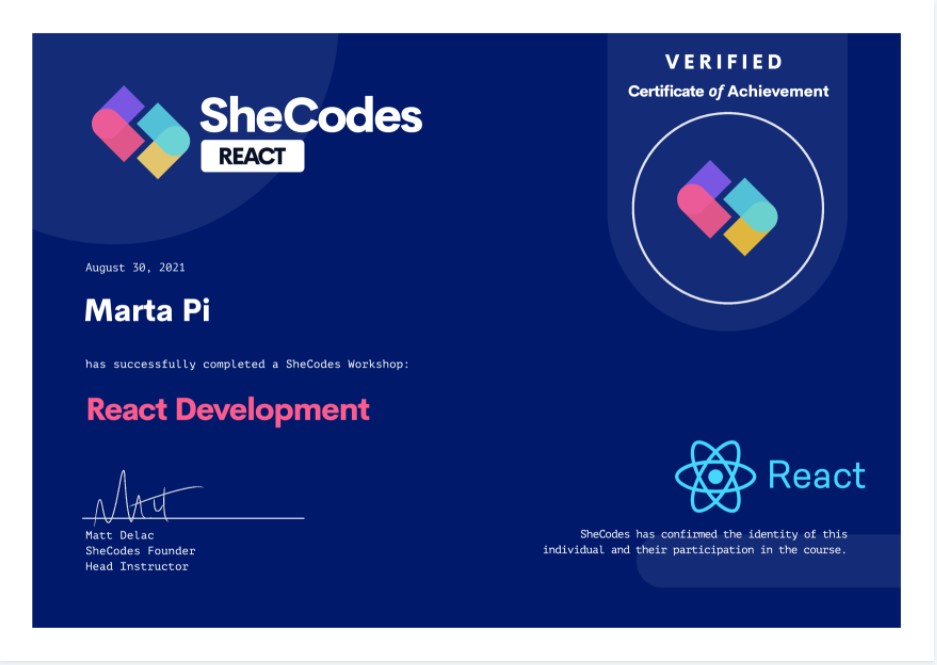 SheCodes
REACT
VERIFIED
Certificate of Achievement
August 30, 2021
Marta Pi
has successfully completed a SheCodes Workshop:
React Development
Matt Delac
SheCodes Founder
Head Instructor
React
SheCodes has confirmed the identity of this
individual and their participation in the course.